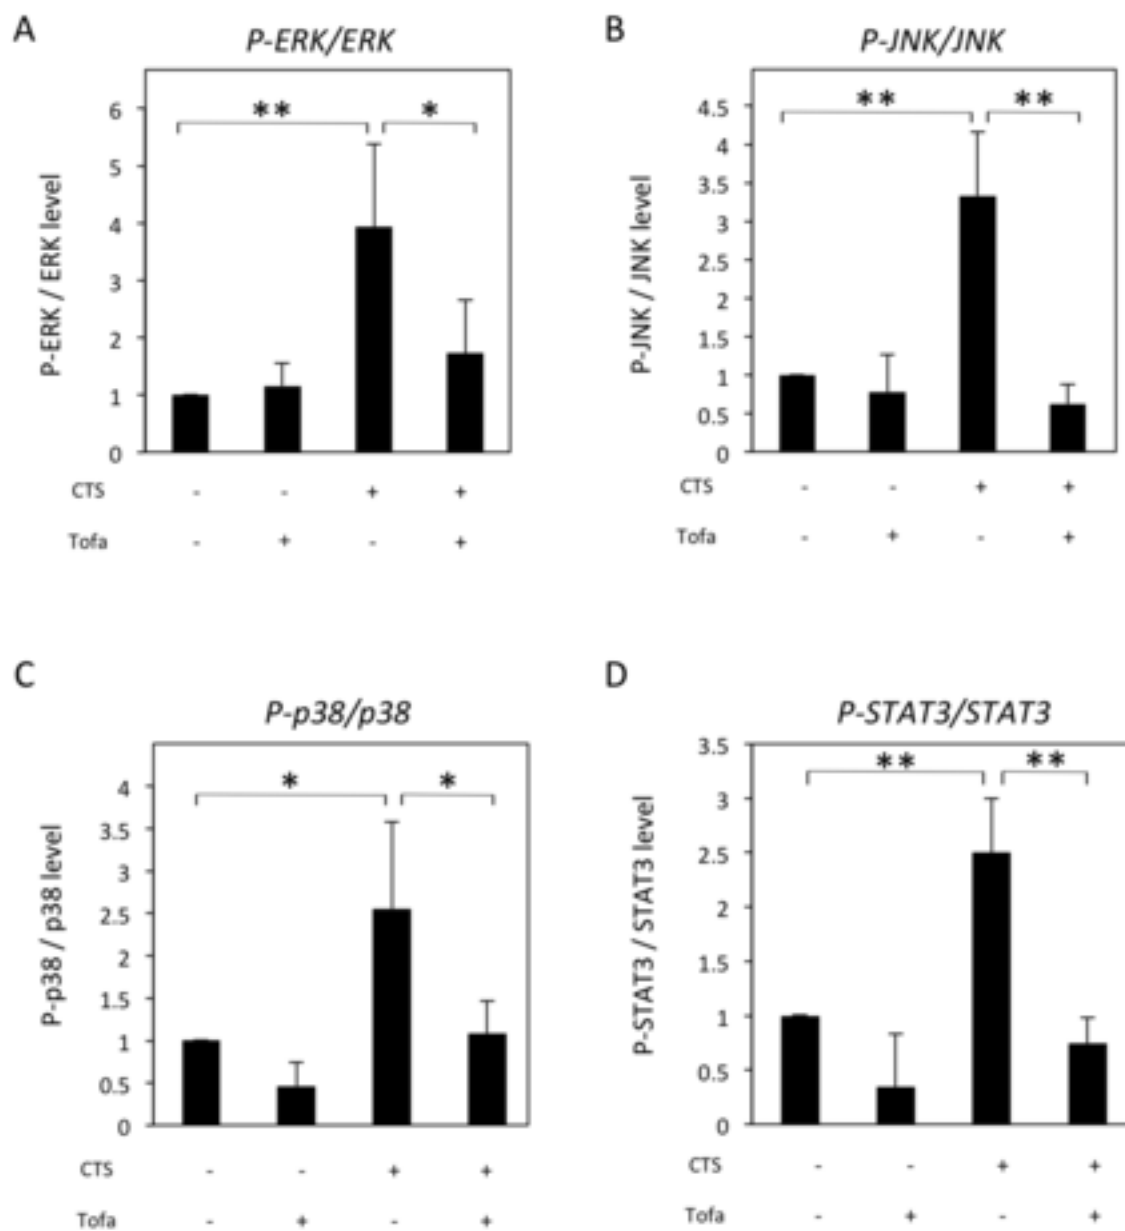 A
P-ERK/ERK
P-ERK / ERK level
6
5
4
3
2
1
0
** *
CTS - - + +
Tofa - + - +
B
P-JNK/JNK
P-JNK / JNK level
4.5
4
3.5
3
2.5
2
1.5
1
0.5
0
** **
CTS - - + +
Tofa - + - +
C
P-p38/p38
P-p38 / p38 level
4
3.5
3
2.5
2
1.5
1
0.5
0
* *
CTS - - + +
Tofa - + - +
D
P-STAT3/STAT3
P-STAT3 / STAT3 level
3.5
3
2.5
2
1.5
1
0.5
0
** **
CTS - - + +
Tofa - + - +